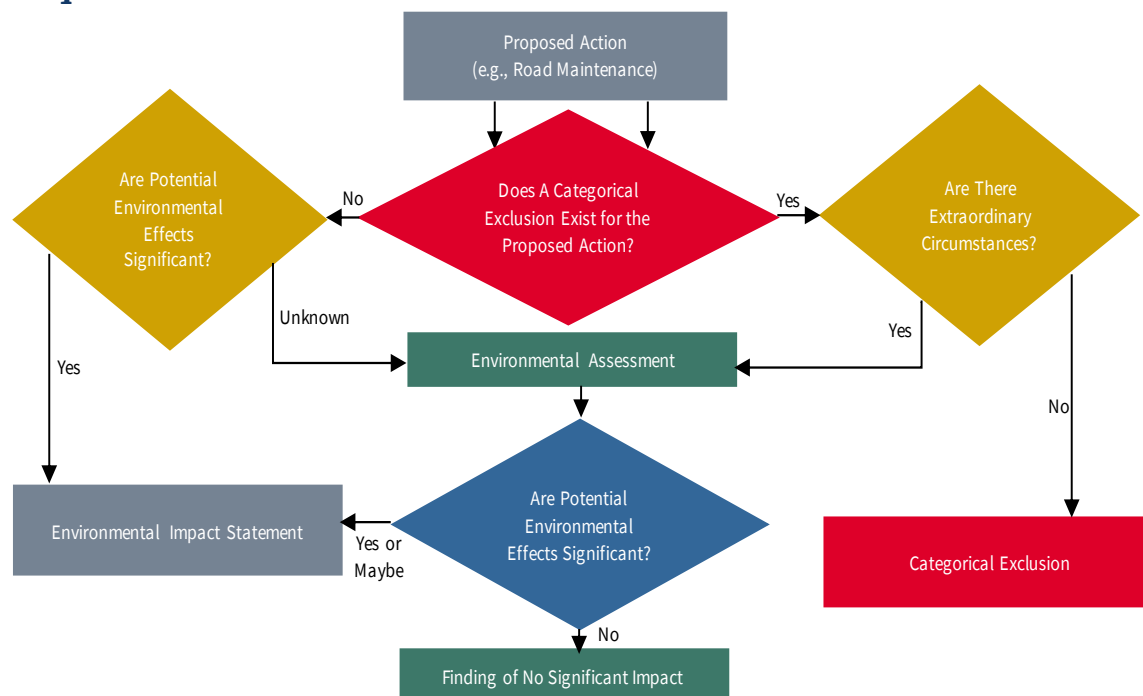 Proposed Action
(e.g., Road Maintenance)
Are Potential
Environmental
Effects
Significant?
No
Does A Categorical
Exclusion Exist for the
Proposed Action?
Yes
Are There
Extraordinary
Circumstances?
Unknown
Yes
Environmental Assessment
Yes
No
Environmental Impact Statement
Yes or
Maybe
Are Potential
Environmental
Effects Significant?
Categorical Exclusion
No
Finding of No Significant Impact